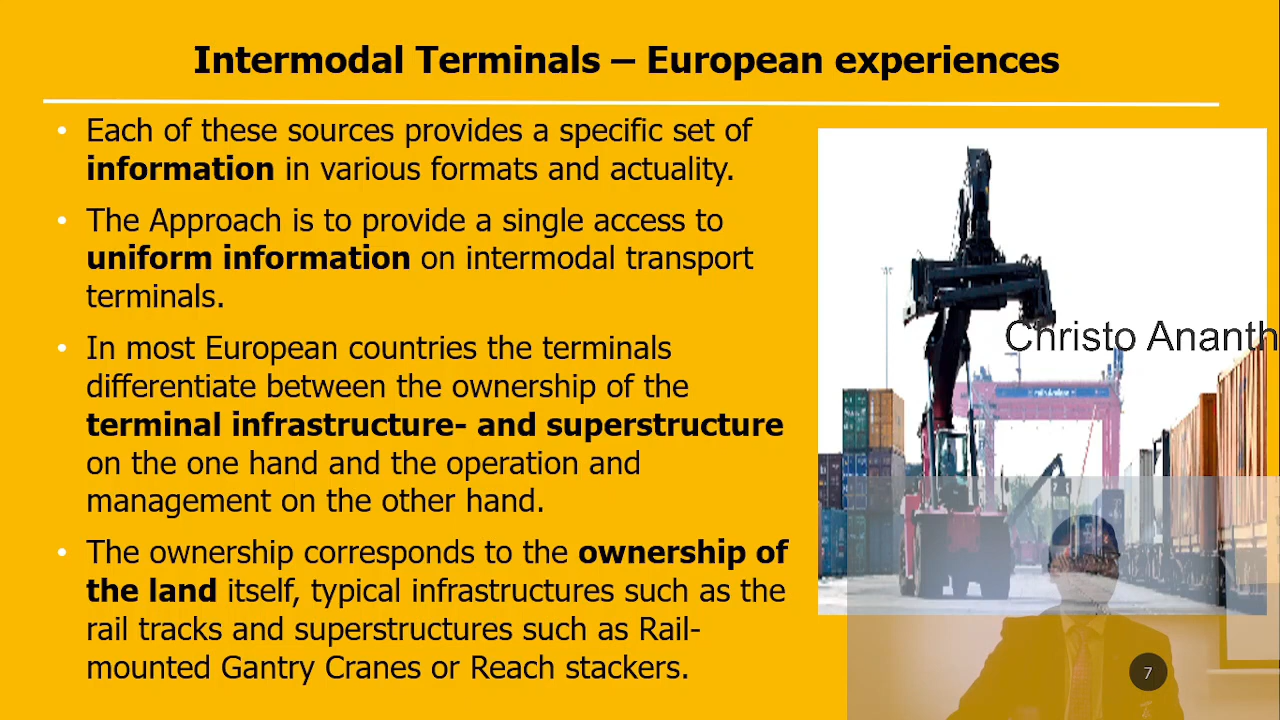 Intermodal Terminals – European experiences
• Each of these sources provides a specific set of
information in various formats and actuality.
• The Approach is to provide a single access to
uniform information on intermodal transport
terminals.
• In most European countries the terminals
differentiate between the ownership of the
terminal infrastructure- and superstructure
on the one hand and the operation and
management on the other hand.
• The ownership corresponds to the ownership of
the land itself, typical infrastructures such as the
rail tracks and superstructures such as Rail-
mounted Gantry Cranes or Reach stackers.
Christo Ananth
7